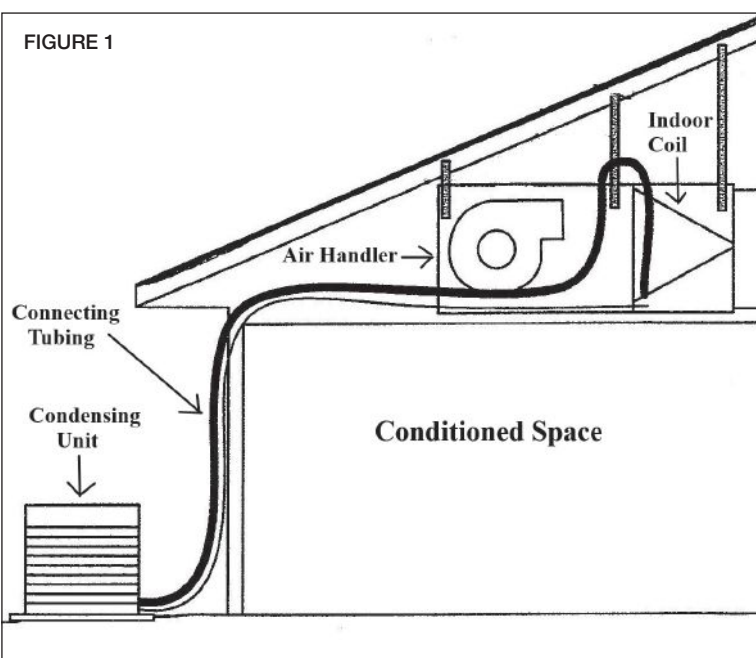 FIGURE 1
Indoor
Coil
Air Handler
Connecting
Tubing
Condensing
Unit
Conditioned Space